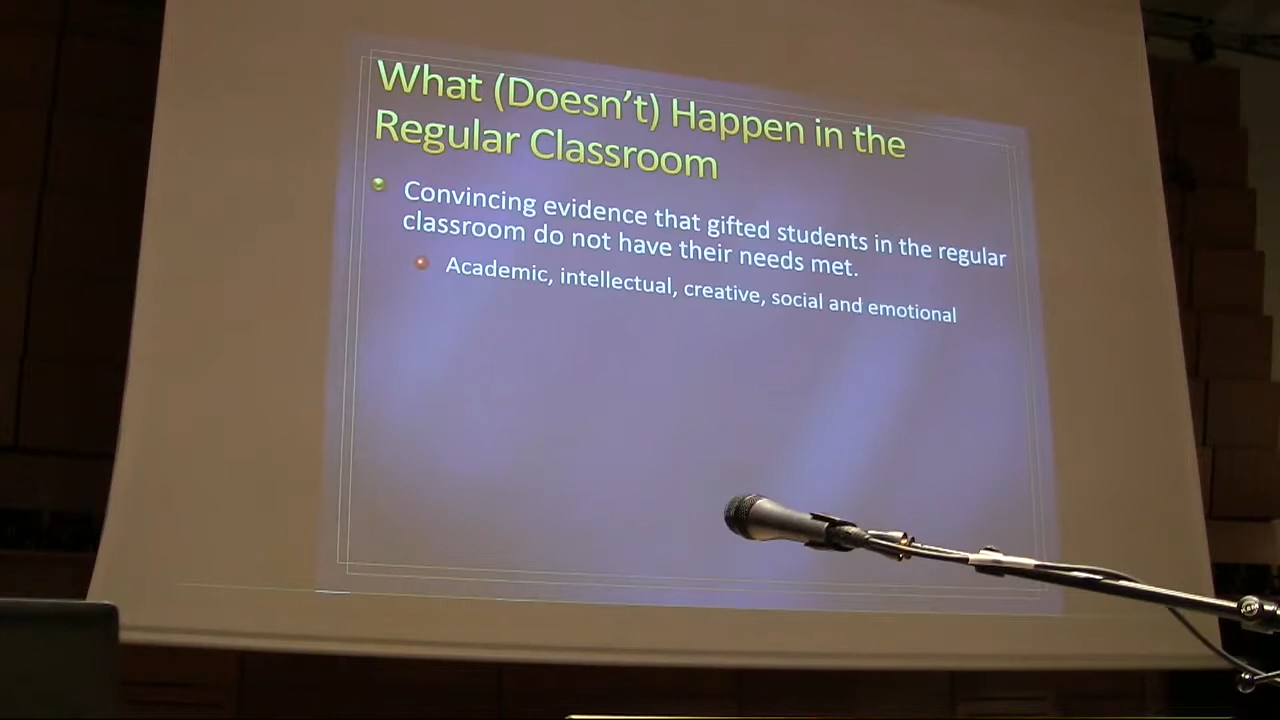 What (Doesn't) Happen in the
Regular Classroom
Convincing evidence that gifted students in the regular
classroom do not have their needs met.
Academic, intellectual, creative, social and emotional